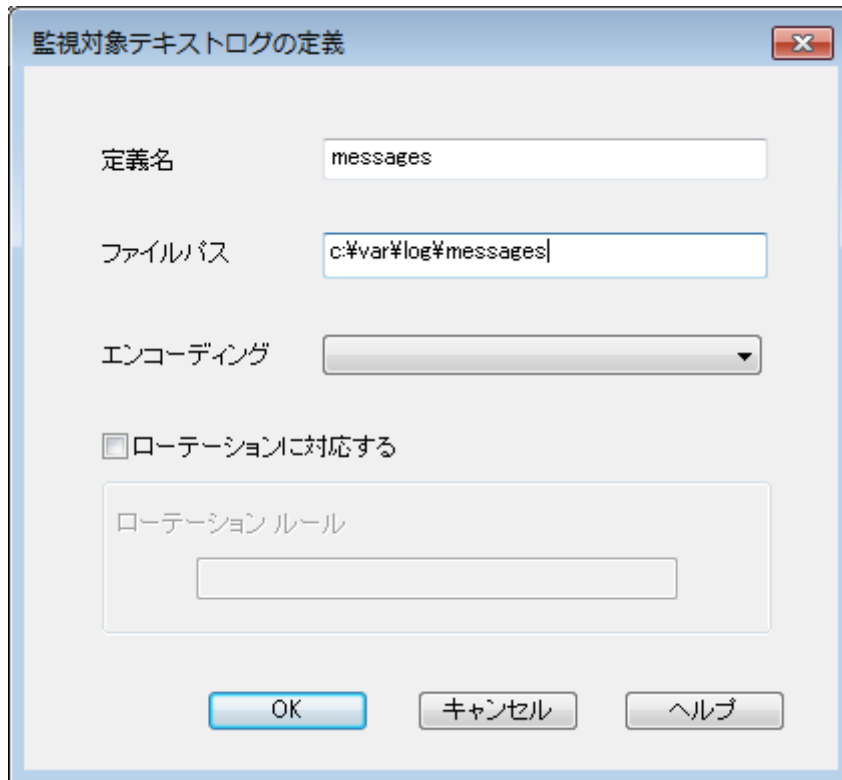 監視対象テキストログの定義
定義名 messages
ファイルパス c:¥var¥log¥messages
エンコーディング
ローテーションに対応する
ローテーション ルール
OK キャンセル ヘルプ